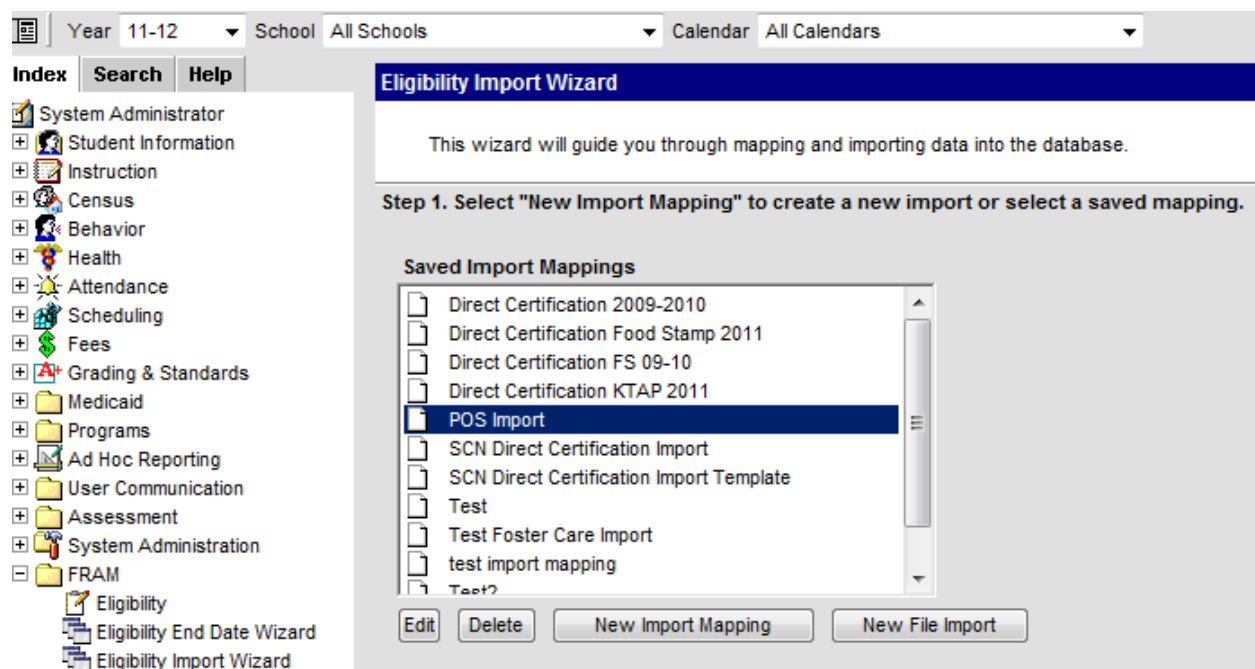 Year 11-12 School All Schools Calendar All Calendars
Index Search Help
System Administrator
Student Information
Instruction
Census
Behavior
Health
Attendance
Scheduling
Fees
Grading & Standards
Medicaid
Programs
Ad Hoc Reporting
User Communication
Assessment
System Administration
FRAM
Eligibility
Eligibility End Date Wizard
Eligibility Import Wizard
Eligibility Import Wizard
This wizard will guide you through mapping and importing data into the database.
Step 1. Select "New Import Mapping" to create a new import or select a saved mapping.
Saved Import Mappings
Direct Certification 2009-2010
Direct Certification Food Stamp 2011
Direct Certification FS 09-10
Direct Certification KTAP 2011
POS Import
SCN Direct Certification Import
SCN Direct Certification Import Template
Test
Test Foster Care Import
test import mapping
Test2
Edit Delete New Import Mapping New File Import